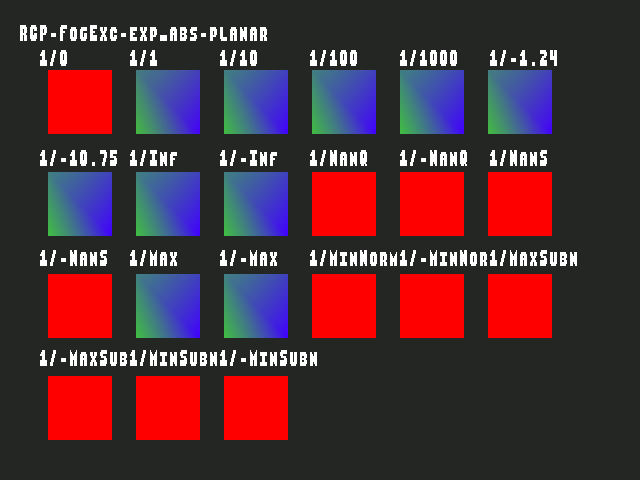 RCP-FogExc-exp_abs-planar
1/0 1/1 1/10 1/100 1/1000 1/-1.24
1/-10.75 1/Inf 1/-Inf 1/NanQ 1/-NanQ 1/NanS
1/-NanS 1/Max 1/-Max 1/MinNorm1/-MinNor1/MaxSubN
1/-MaxSub1/MinSubN1/-MinSubN